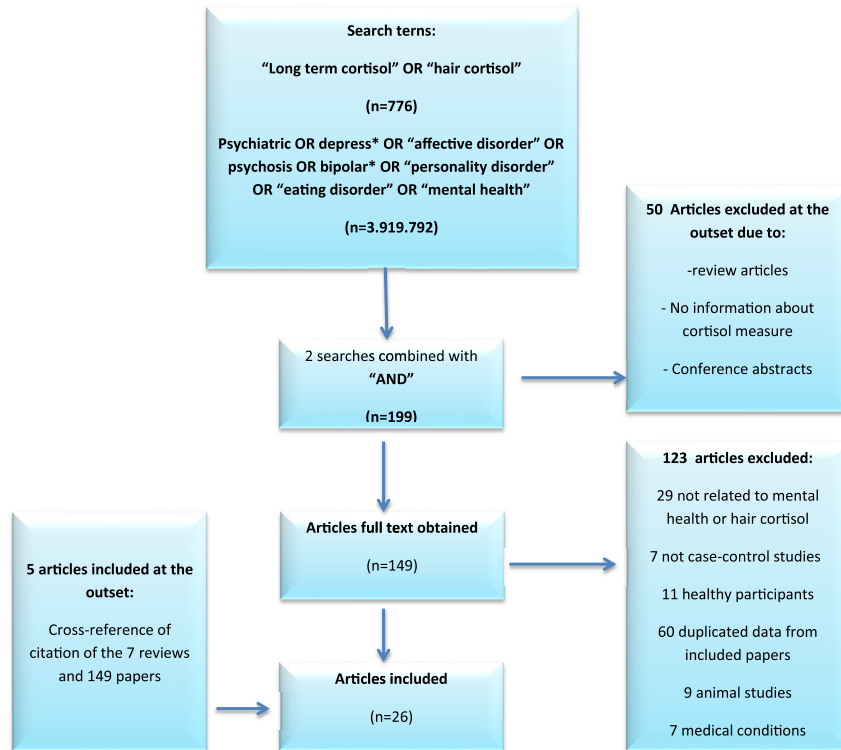 Search terns:
“Long term cortisol” OR “hair cortisol”
(n=776)
Psychiatric OR depress* OR “affective disorder” OR
psychosis OR bipolar* OR “personality disorder”
OR “eating disorder” OR “mental health”
(n=3.919.792)
50 Articles excluded at the
outset due to:
-review articles
- No information about
cortisol measure
- Conference abstracts
2 searches combined with
“AND”
(n=199)
123 articles excluded:
29 not related to mental
health or hair cortisol
7 not case-control studies
11 healthy participants
60 duplicated data from
included papers
9 animal studies
7 medical conditions
Articles full text obtained
(n=149)
5 articles included at the
outset:
Cross-reference of
citation of the 7 reviews
and 149 papers
Articles included
(n=26)